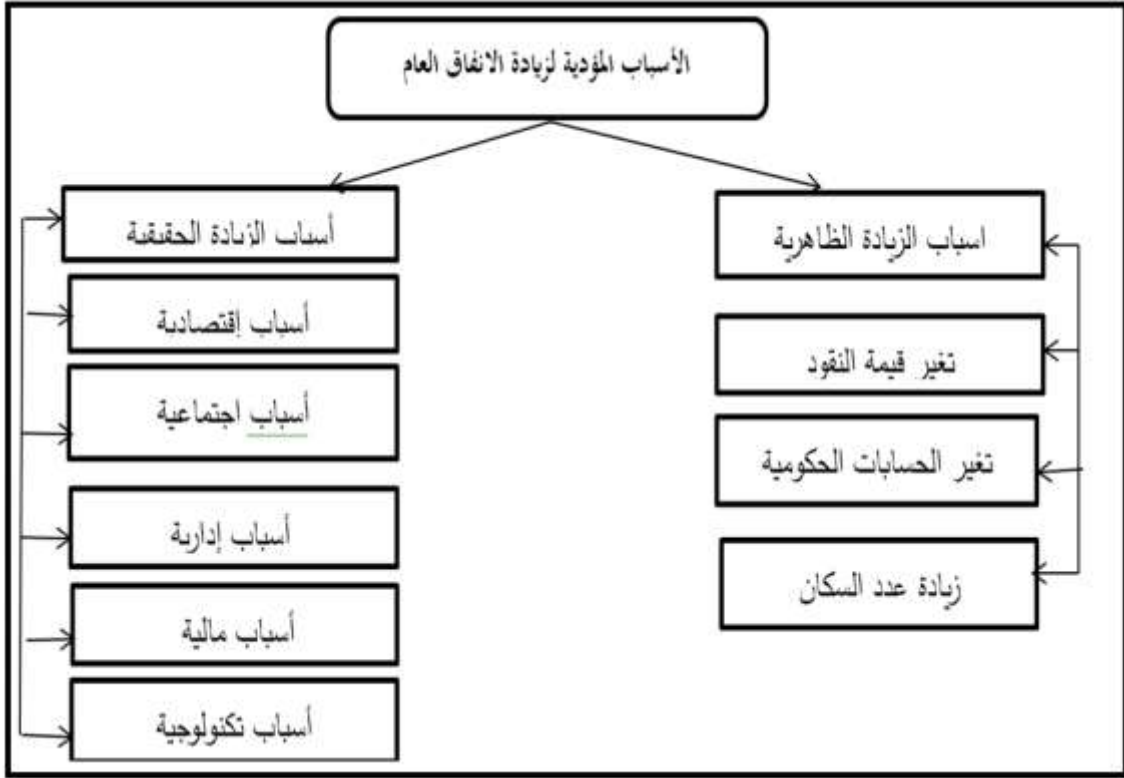 الأسباب المؤدية لزيادة الانفاق العام
اسباب الزيادة الظاهرية
تغير قيمة النقود
تغير الحسابات الحكومية
زيادة عدد السكان
أسباب الزيادة الحقيقية
أسباب إقتصادية
أسباب اجتماعية
أسباب إدارية
أسباب مالية
أسباب تكنولوجية